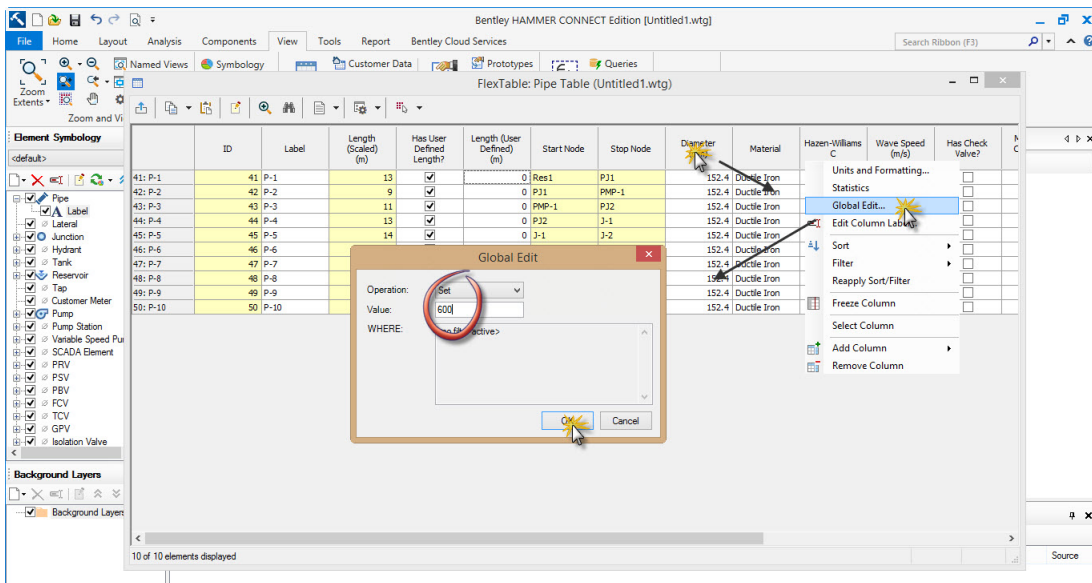 Bentley HAMMER CONNECT Edition [Untitled1.wtg]
File Home Layout Analysis Components View Tools Report Bentley Cloud Services
Search Ribbon (F3)
Named Views Symbology Customer Data Prototypes Queries
Zoom
Extents
Zoom and Vi
FlexTable: Pipe Table (Untitled1.wtg)
Element Symbology
<default>
Pipe
Label
Lateral
Junction
Hydrant
Tank
Reservoir
Tap
Customer Meter
Pump
Pump Station
Variable Speed Pu
SCADA Element
PRV
PSV
PBV
FCV
TCV
GPV
Isolation Valve
Background Layers
Background Layers
ID Label Length (Scaled) (m) Has User Defined Length? Length (User Defined) (m) Start Node Stop Node Diameter Material Hazen-Williams C Wave Speed (m/s) Has Check Valve?
41: P-1 41 P-1 13 0 Res1 PJ1 152.4 Ductile Iron
42: P-2 42 P-2 9 0 PJ1 PMP-1 152.4 Ductile Iron
43: P-3 43 P-3 11 0 PMP-1 PJ2 152.4 Ductile Iron
44: P-4 44 P-4 13 0 PJ2 J-1 152.4 Ductile Iron
45: P-5 45 P-5 14 0 J-1 J-2 152.4 Ductile Iron
46: P-6 46 P-6 152.4 Ductile Iron
47: P-7 47 P-7 152.4 Ductile Iron
48: P-8 48 P-8 152.4 Ductile Iron
49: P-9 49 P-9 152.4 Ductile Iron
50: P-10 50 P-10 152.4 Ductile Iron
Units and Formatting...
Statistics
Global Edit...
Edit Column Labels
Sort
Filter
Reapply Sort/Filter
Freeze Column
Select Column
Add Column
Remove Column
Global Edit
Operation: Set
Value: 600
WHERE: <no filter active>
OK Cancel
10 of 10 elements displayed
Source